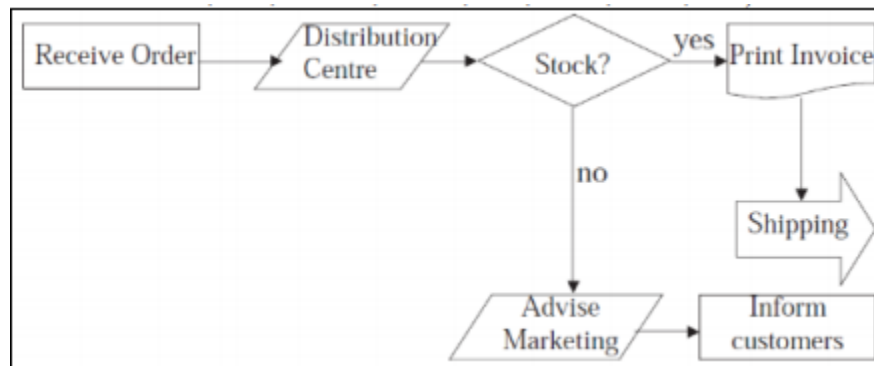 Receive Order
Distribution
Centre
Stock?
yes
Print Invoice
no
Shipping
Advise
Marketing
Inform
customers